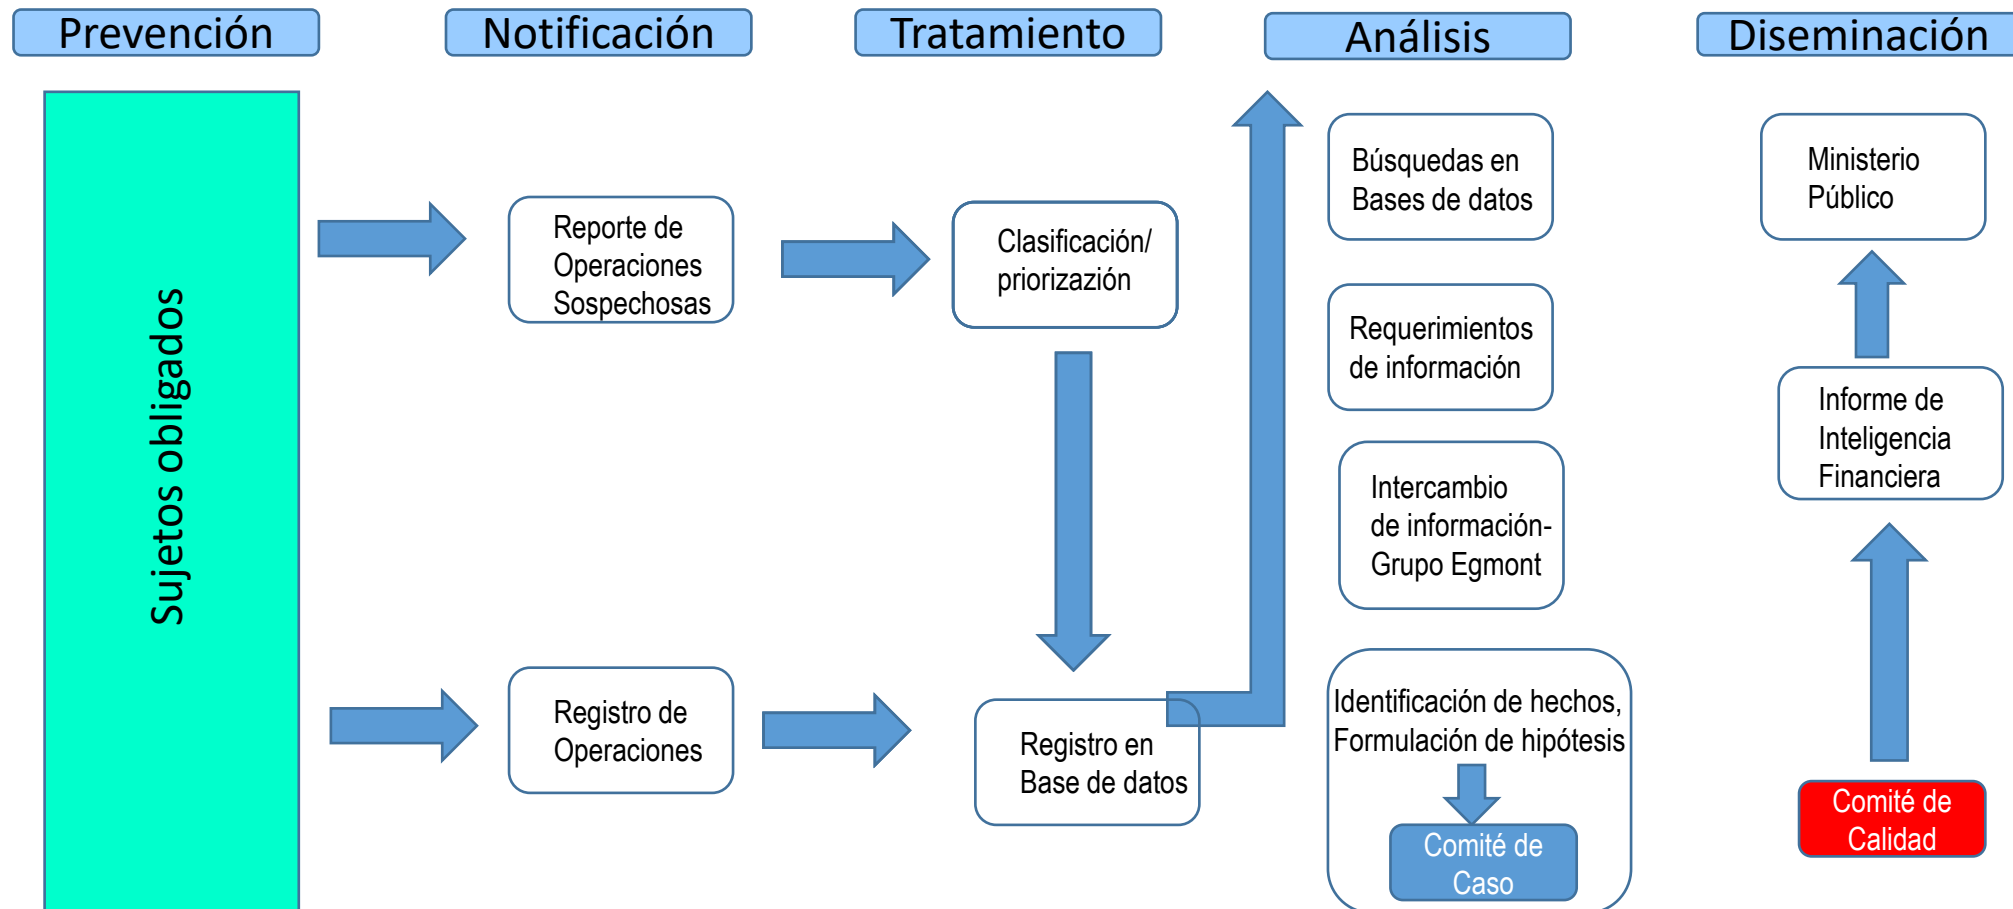 Prevención
Notificación
Tratamiento
Análisis
Diseminación
Sujetos obligados
Reporte de
Operaciones
Sospechosas
Registro de
Operaciones
Clasificación/
priorizazión
Registro en
Base de datos
Búsquedas en
Bases de datos
Requerimientos
de información
Intercambio
de información-
Grupo Egmont
Identificación de hechos,
Formulación de hipótesis
Comité de
Caso
Ministerio
Público
Informe de
Inteligencia
Financiera
Comité de
Calidad